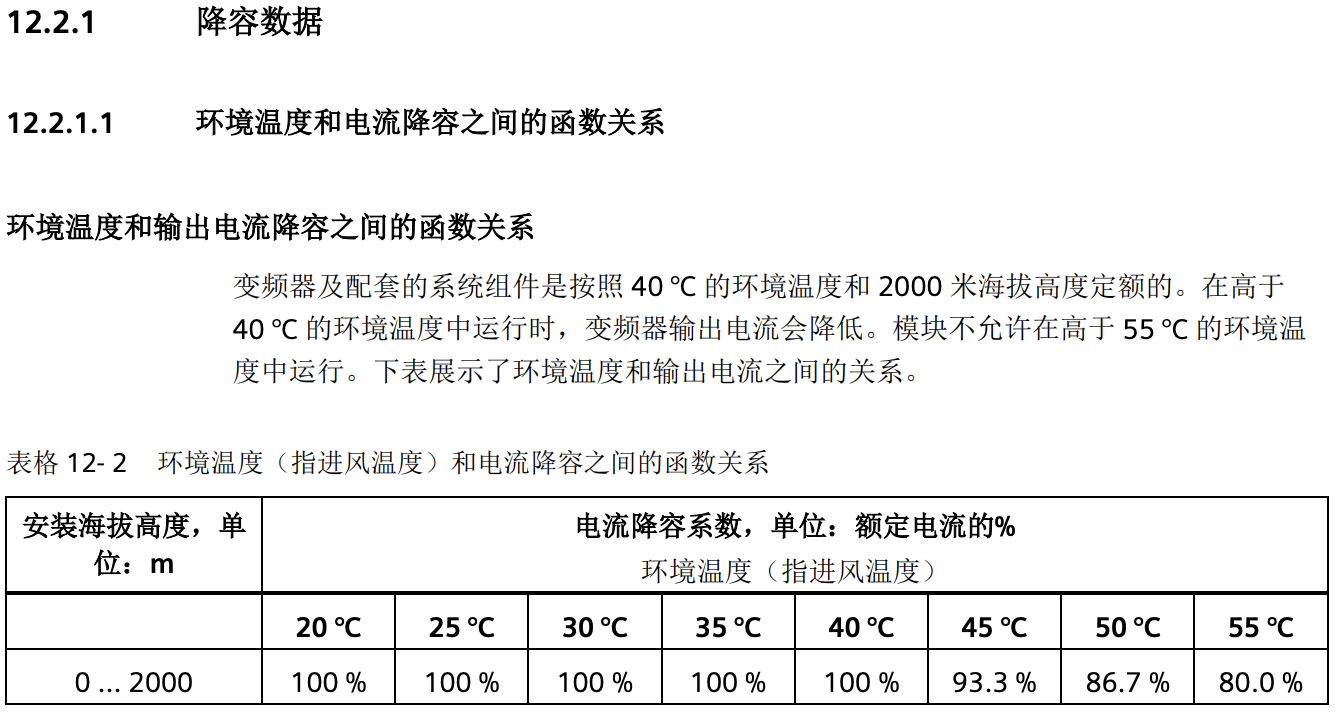 12.2.1 降容数据
12.2.1.1 环境温度和电流降容之间的函数关系
环境温度和输出电流降容之间的函数关系
变频器及配套的系统组件是按照 40 ℃ 的环境温度和 2000 米海拔高度定额的。在高于
40 ℃ 的环境温度中运行时，变频器输出电流会降低。模块不允许在高于 55 ℃ 的环境温
度中运行。下表展示了环境温度和输出电流之间的关系。
表格 12- 2 环境温度（指进风温度）和电流降容之间的函数关系
安装海拔高度，单
位：m
电流降容系数，单位：额定电流的%
环境温度（指进风温度）
20 ℃ 25 ℃ 30 ℃ 35 ℃ 40 ℃ 45 ℃ 50 ℃ 55 ℃
0 ... 2000 100 % 100 % 100 % 100 % 100 % 93.3 % 86.7 % 80.0 %